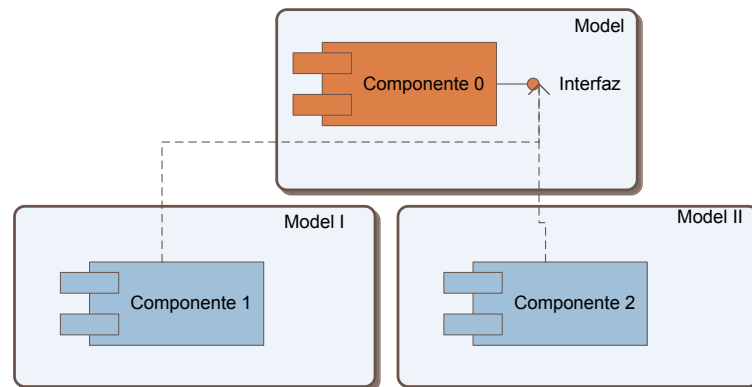 Model
Componente 0
Interfaz
Model I
Model II
Componente 1
Componente 2